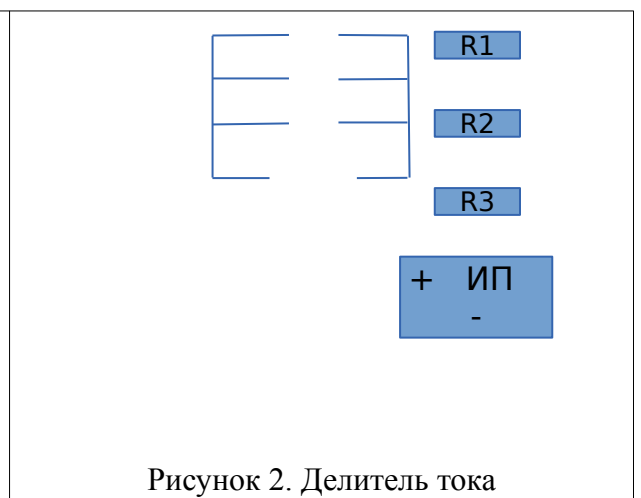 R1
R2
R3
+ ИП
-
Рисунок 2. Делитель тока